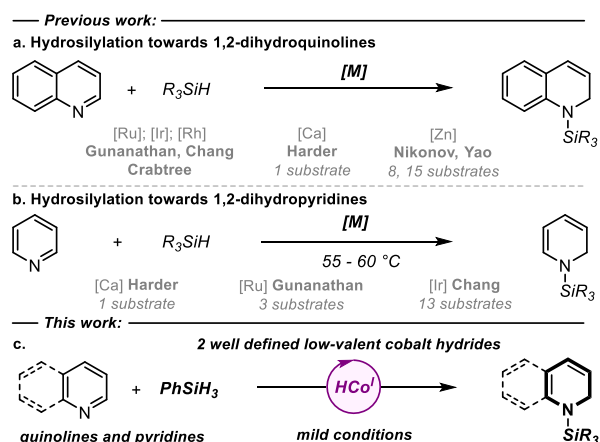 Previous work:
a. Hydrosilylation towards 1,2-dihydroquinolines
N
+
R3SiH
[M]
N
SiR3
[Ru]; [Ir]; [Rh]
Gunanathan, Chang
Crabtree
[Ca]
Harder
1 substrate
[Zn]
Nikonov, Yao
8, 15 substrates
b. Hydrosilylation towards 1,2-dihydropyridines
N
+
R3SiH
[M]
55 - 60 °C
N
SiR3
[Ca] Harder
1 substrate
[Ru] Gunanathan
3 substrates
[Ir] Chang
13 substrates
This work:
c.
2 well defined low-valent cobalt hydrides
N
+
PhSiH3
HCoI
N
SiR3
quinolines and pyridines
mild conditions